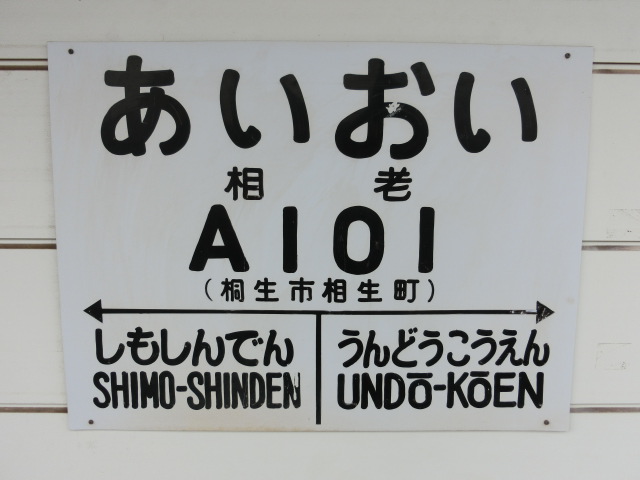 あいおい
相老
AIOI
(桐生市相生町)
しもしんでん
SHIMO-SHINDEN
うんどうこうえん
UNDŌ-KŌEN